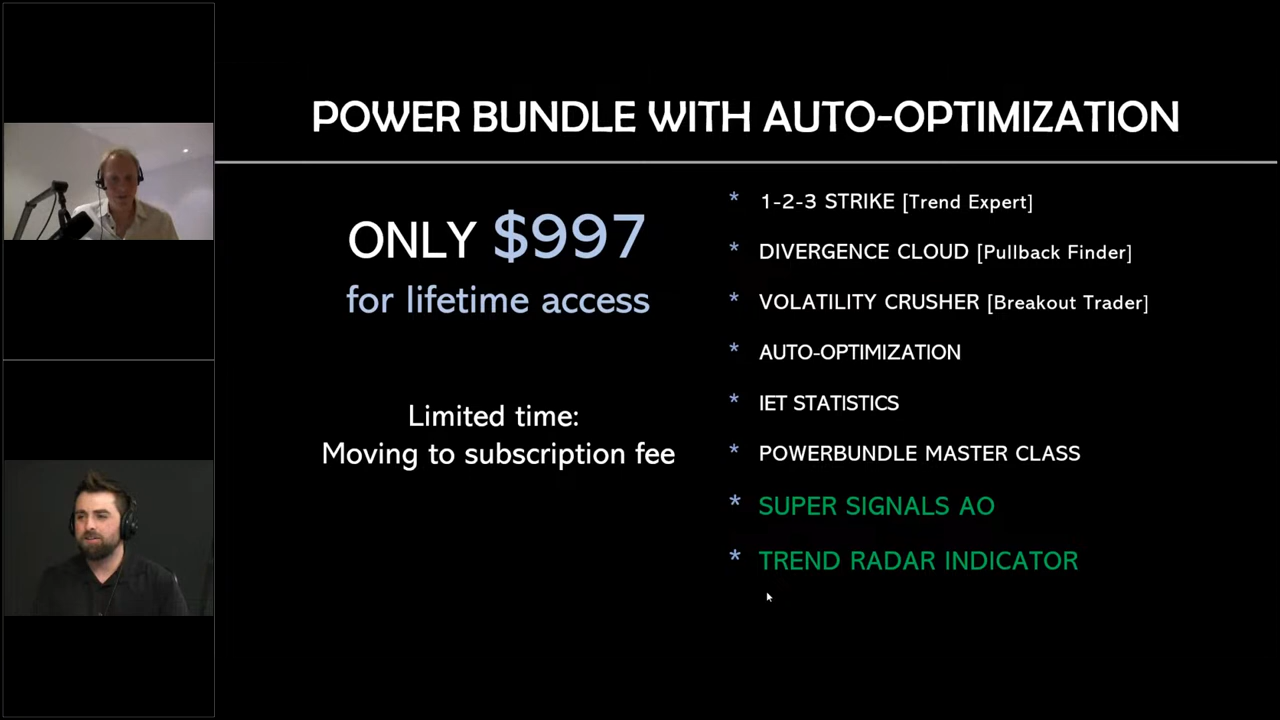 POWER BUNDLE WITH AUTO-OPTIMIZATION
ONLY $997
for lifetime access
Limited time:
Moving to subscription fee
* 1-2-3 STRIKE [Trend Expert]
* DIVERGENCE CLOUD [Pullback Finder]
* VOLATILITY CRUSHER [Breakout Trader]
* AUTO-OPTIMIZATION
* IET STATISTICS
* POWERBUNDLE MASTER CLASS
* SUPER SIGNALS AO
* TREND RADAR INDICATOR